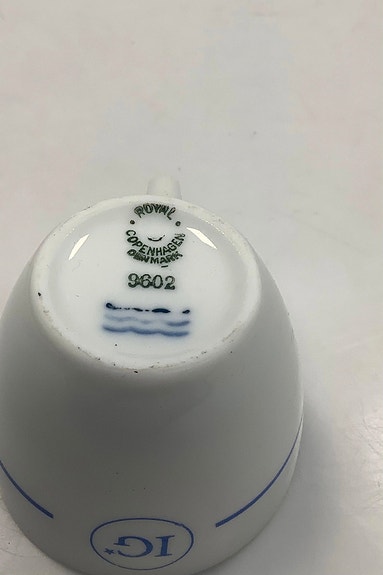 ROYAL
COPENHAGEN
DENMARK
9602
IG